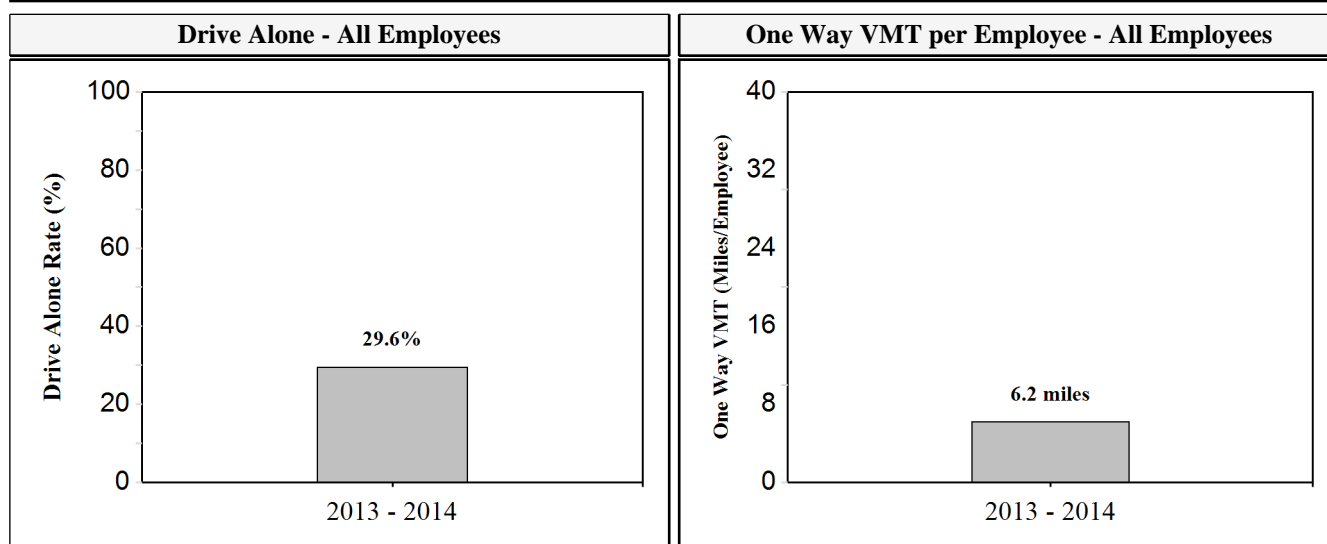 Drive Alone - All Employees
Drive Alone Rate (%)
100
80
60
40
20
0
29.6%
2013 - 2014
One Way VMT per Employee - All Employees
One Way VMT (Miles/Employee)
40
32
24
16
8
0
6.2 miles
2013 - 2014